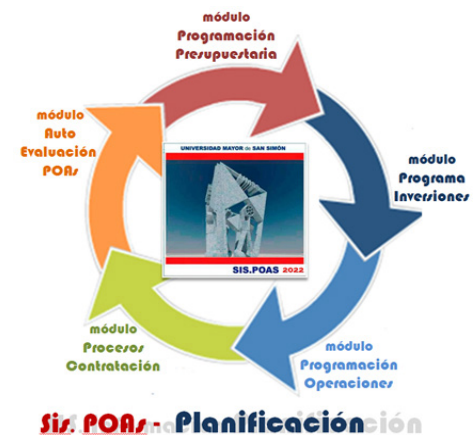 módulo
Programación
Presupuestaria
módulo
Auto
Evaluación
POAs
UNIVERSIDAD MAYOR de SAN SIMÓN
SIS.POAS 2022
módulo
Programa
Inversiones
módulo
Procesos
Contratación
módulo
Programación
Operaciones
Sis. POAs - Planificación